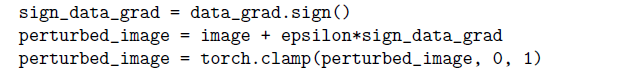 sign_data_grad = data_grad.sign()
perturbed_image = image + epsilon*sign_data_grad
perturbed_image = torch.clamp(perturbed_image, 0, 1)